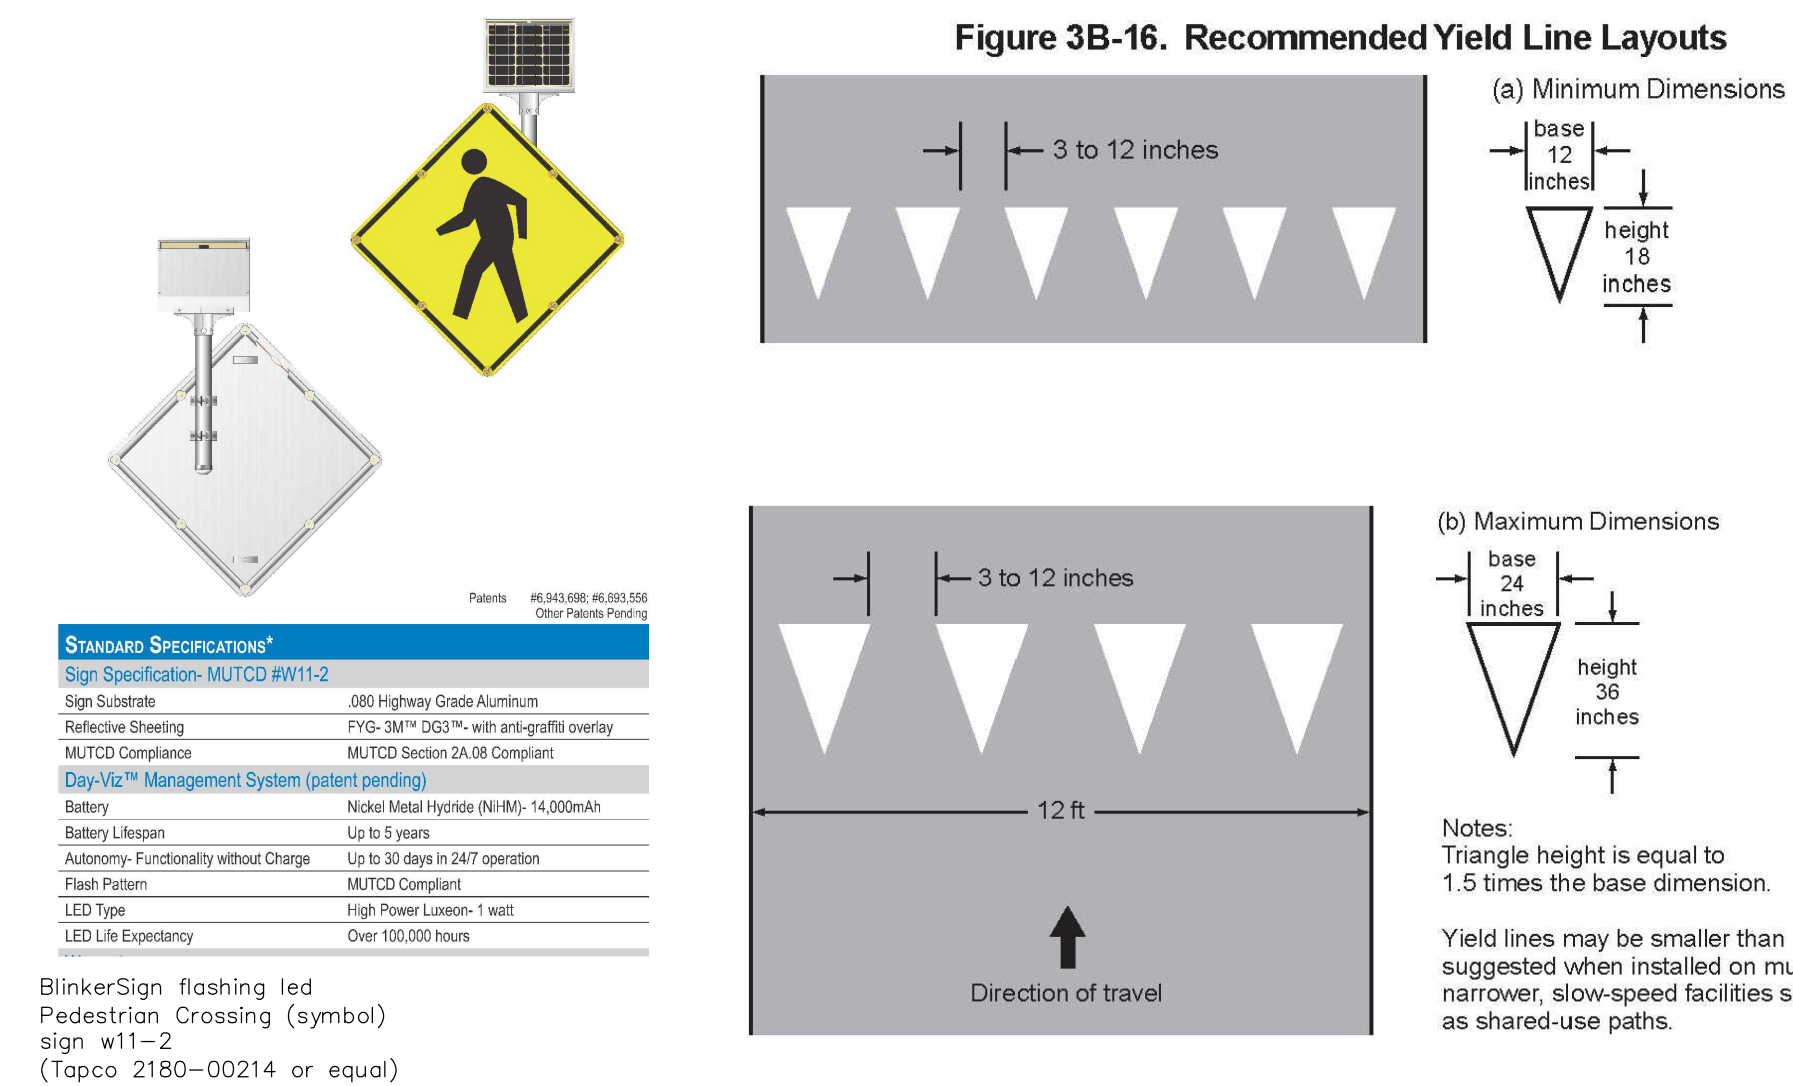 Patents #6,943,698; #6,693,556
Other Patents Pending
STANDARD SPECIFICATIONS*
Sign Specification- MUTCD #W11-2
Sign Substrate .080 Highway Grade Aluminum
Reflective Sheeting FYG- 3M™ DG3™- with anti-graffiti overlay
MUTCD Compliance MUTCD Section 2A.08 Compliant
Day-Viz™ Management System (patent pending)
Battery Nickel Metal Hydride (NiHM)- 14,000mAh
Battery Lifespan Up to 5 years
Autonomy- Functionality without Charge Up to 30 days in 24/7 operation
Flash Pattern MUTCD Compliant
LED Type High Power Luxeon- 1 watt
LED Life Expectancy Over 100,000 hours
BlinkerSign flashing led
Pedestrian Crossing (symbol)
sign w11-2
(Tapco 2180-00214 or equal)
Figure 3B-16. Recommended Yield Line Layouts
(a) Minimum Dimensions
3 to 12 inches
base
12
inches
height
18
inches
(b) Maximum Dimensions
3 to 12 inches
base
24
inches
height
36
inches
12 ft
Direction of travel
Notes:
Triangle height is equal to
1.5 times the base dimension.
Yield lines may be smaller than
suggested when installed on mu
narrower, slow-speed facilities s
as shared-use paths.